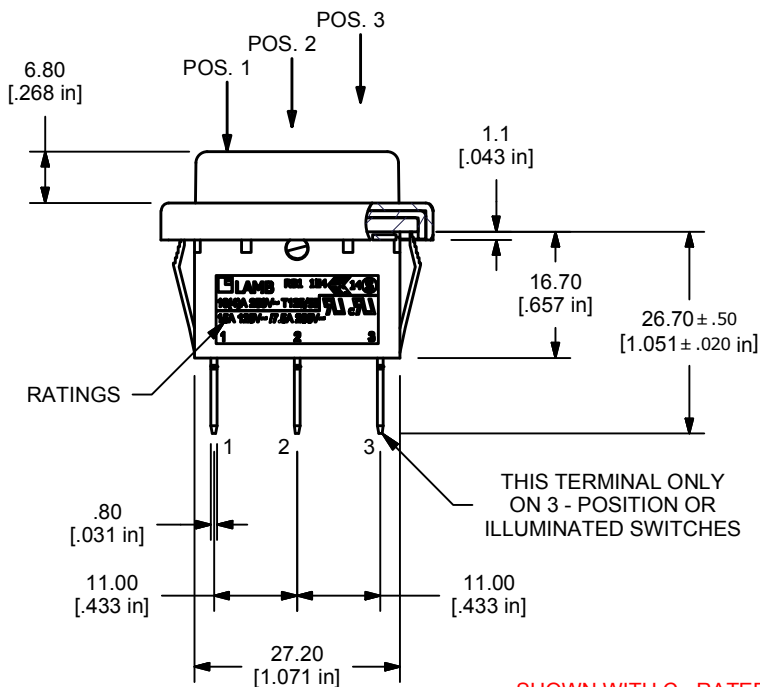 POS. 3
POS. 2
POS. 1
6.80
[.268 in]
1.1
[.043 in]
16.70
[.657 in]
26.70 ± .50
[1.051 ± .020 in]
LAMB
1 2 3
RATINGS
1 2 3
THIS TERMINAL ONLY
ON 3 - POSITION OR
ILLUMINATED SWITCHES
.80
[.031 in]
11.00
[.433 in]
11.00
[.433 in]
27.20
[1.071 in]